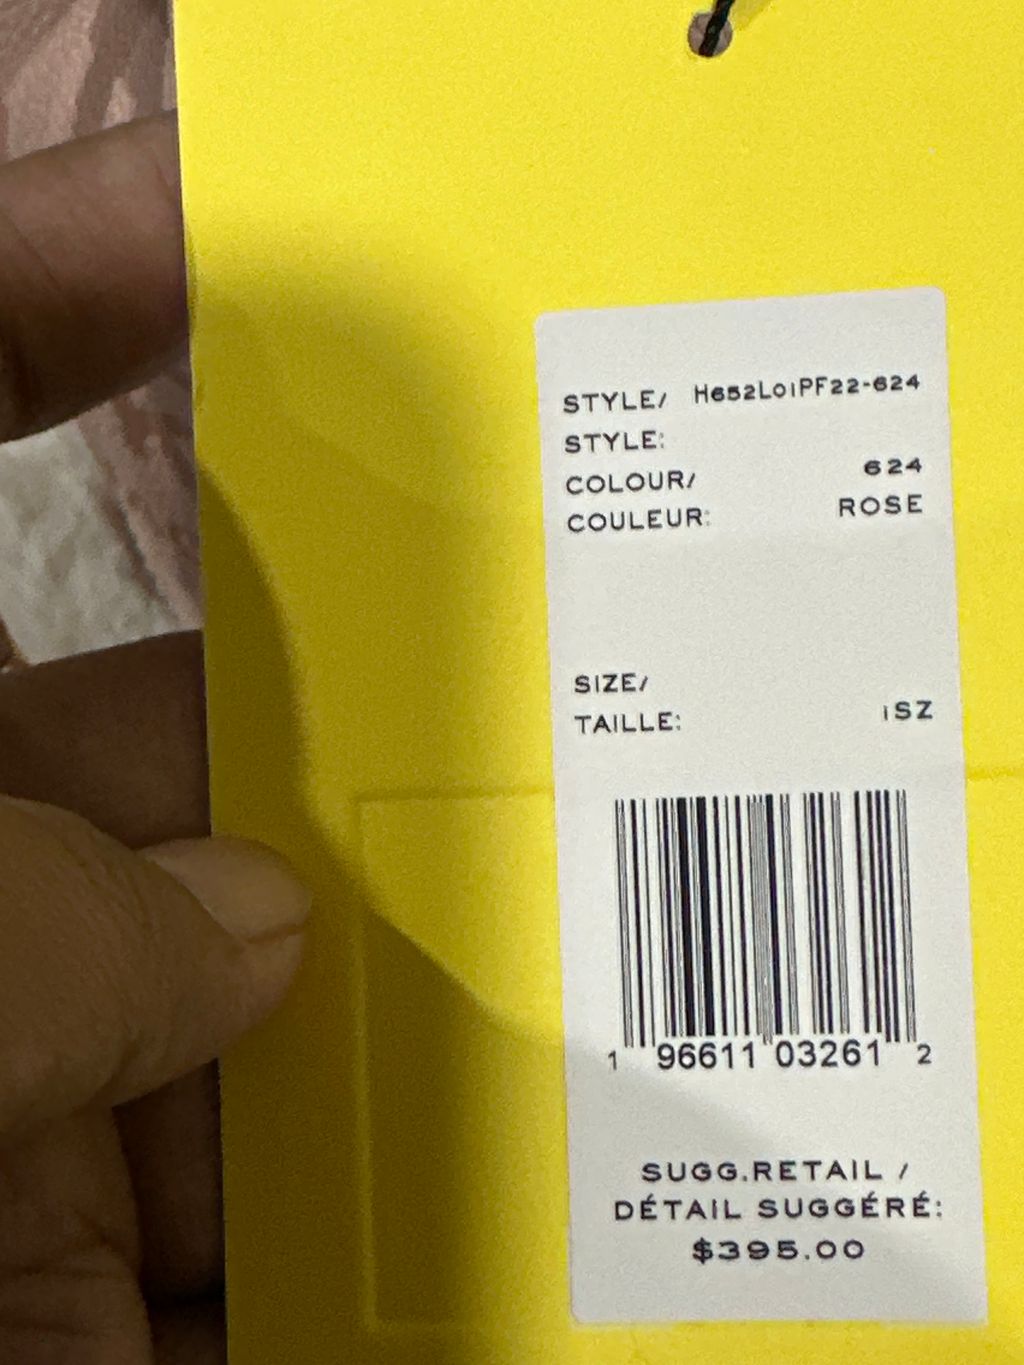 STYLE/ H652L01PF22-624
STYLE:
COLOUR/ 624
COULEUR: ROSE
SIZE/
TAILLE: 1SZ
1 96611 03261 2
SUGG.RETAIL /
DÉTAIL SUGGÉRÉ:
$395.00